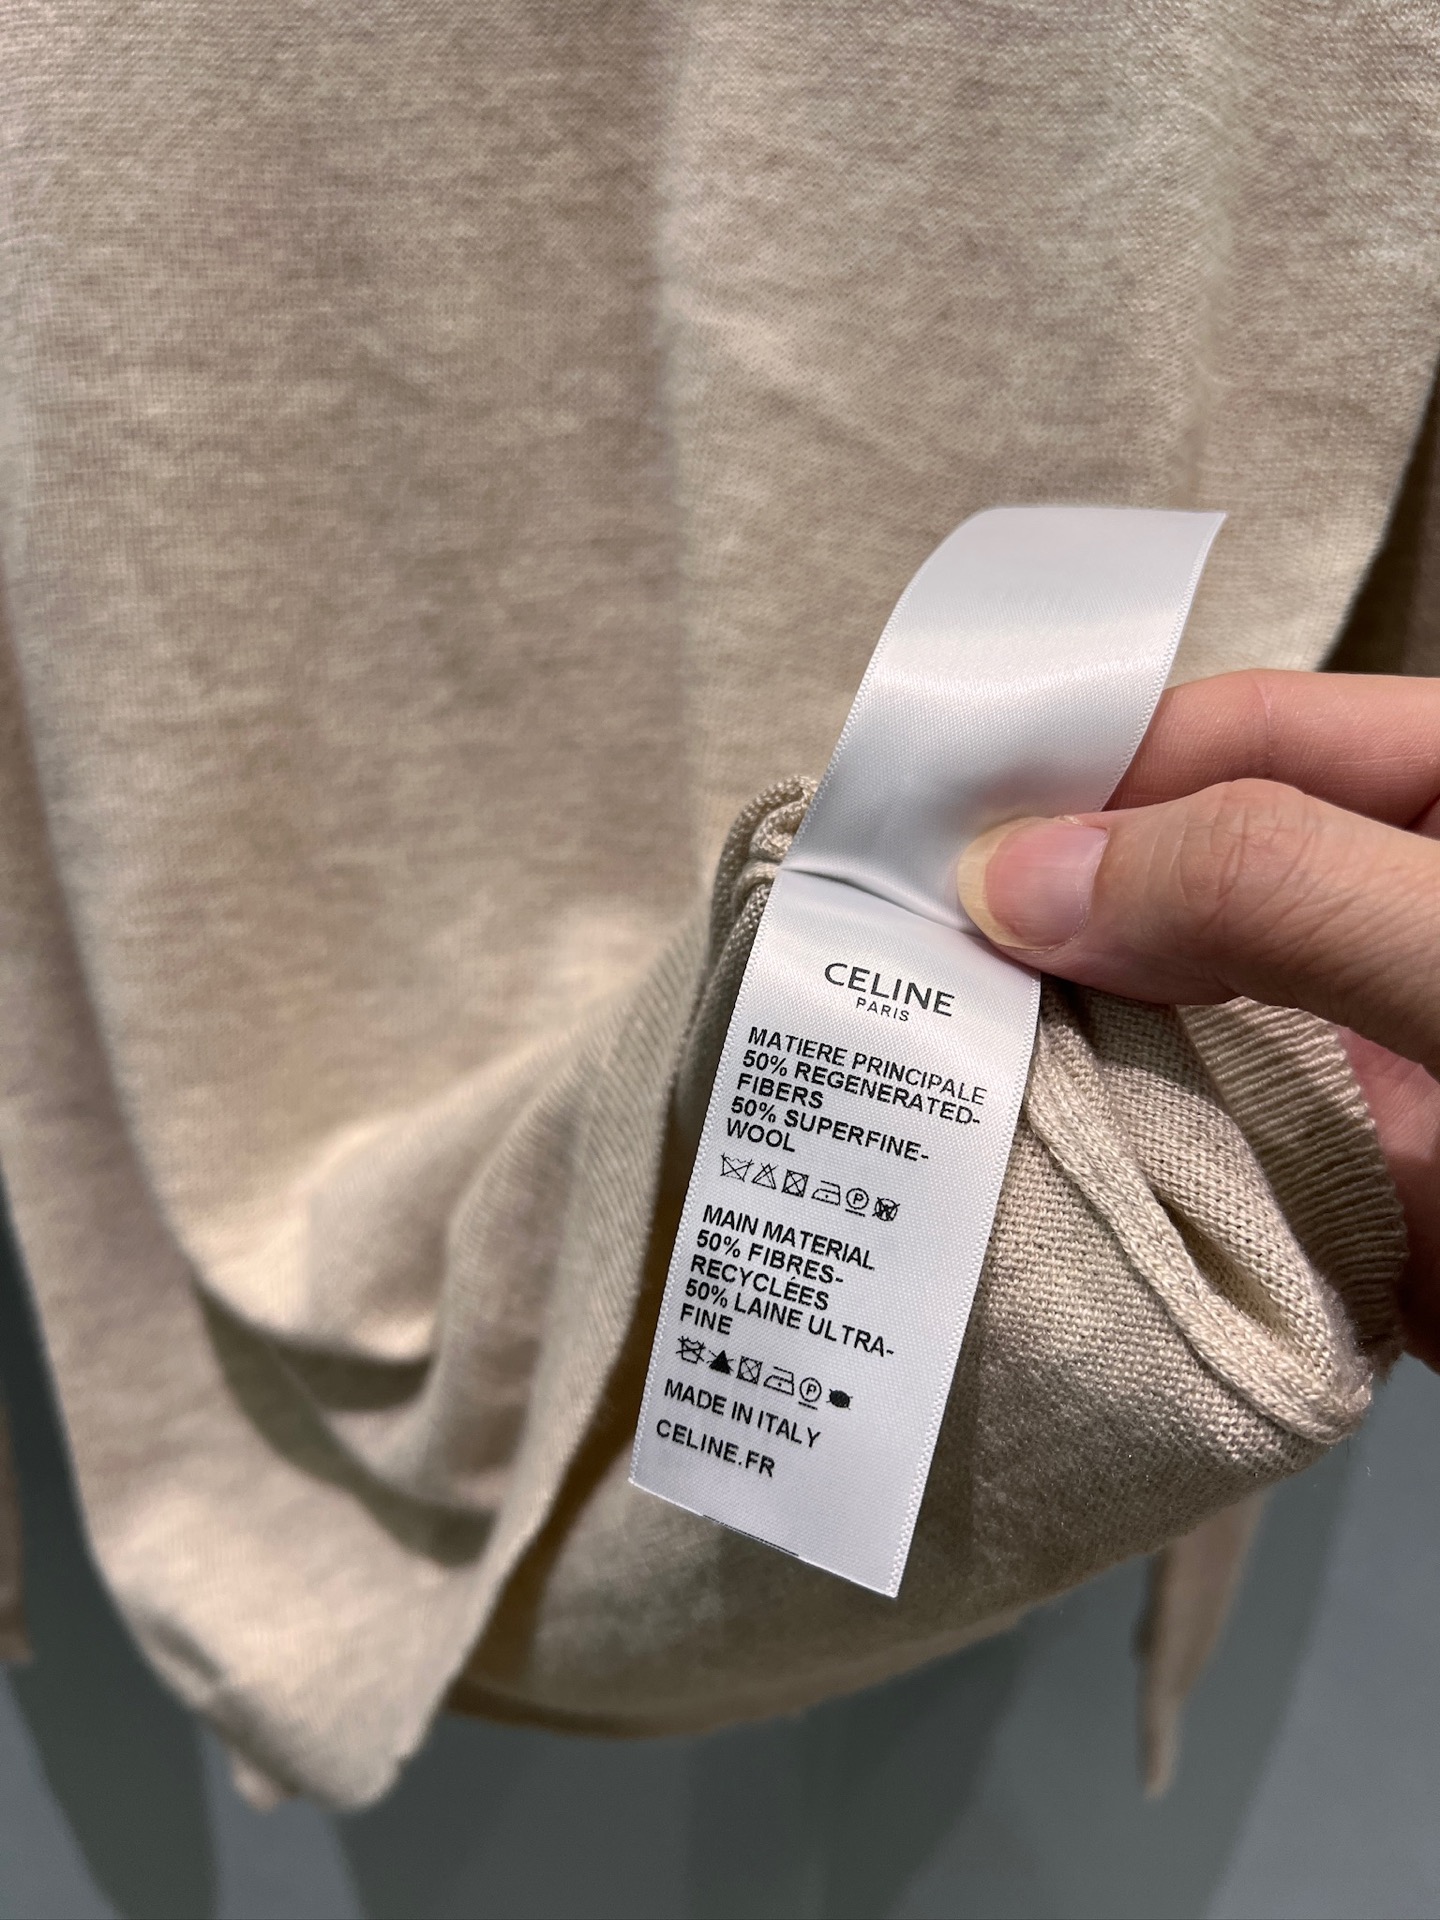 CELINE
PARIS
MATIERE PRINCIPALE
50% REGENERATED-
FIBERS
50% SUPERFINE-
WOOL
MAIN MATERIAL
50% FIBRES-
RECYCLÉES
50% LAINE ULTRA-
FINE
MADE IN ITALY
CELINE.FR